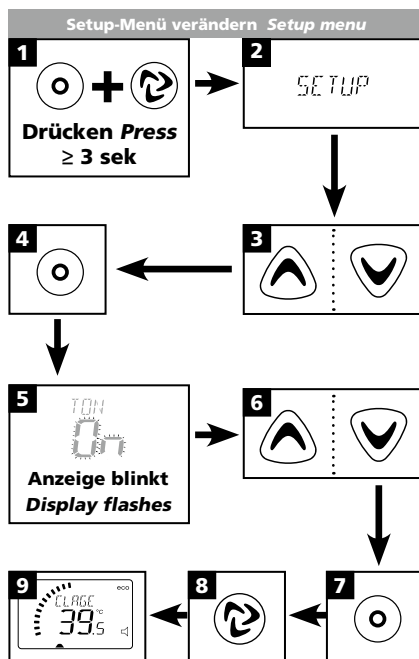 Setup-Menü verändern Setup menu
1
Drücken Press
≥ 3 sek
2
SETUP
3
4
5
TON
On
Anzeige blinkt
Display flashes
6
7
8
9
eco
CLAGE
39.5 °C